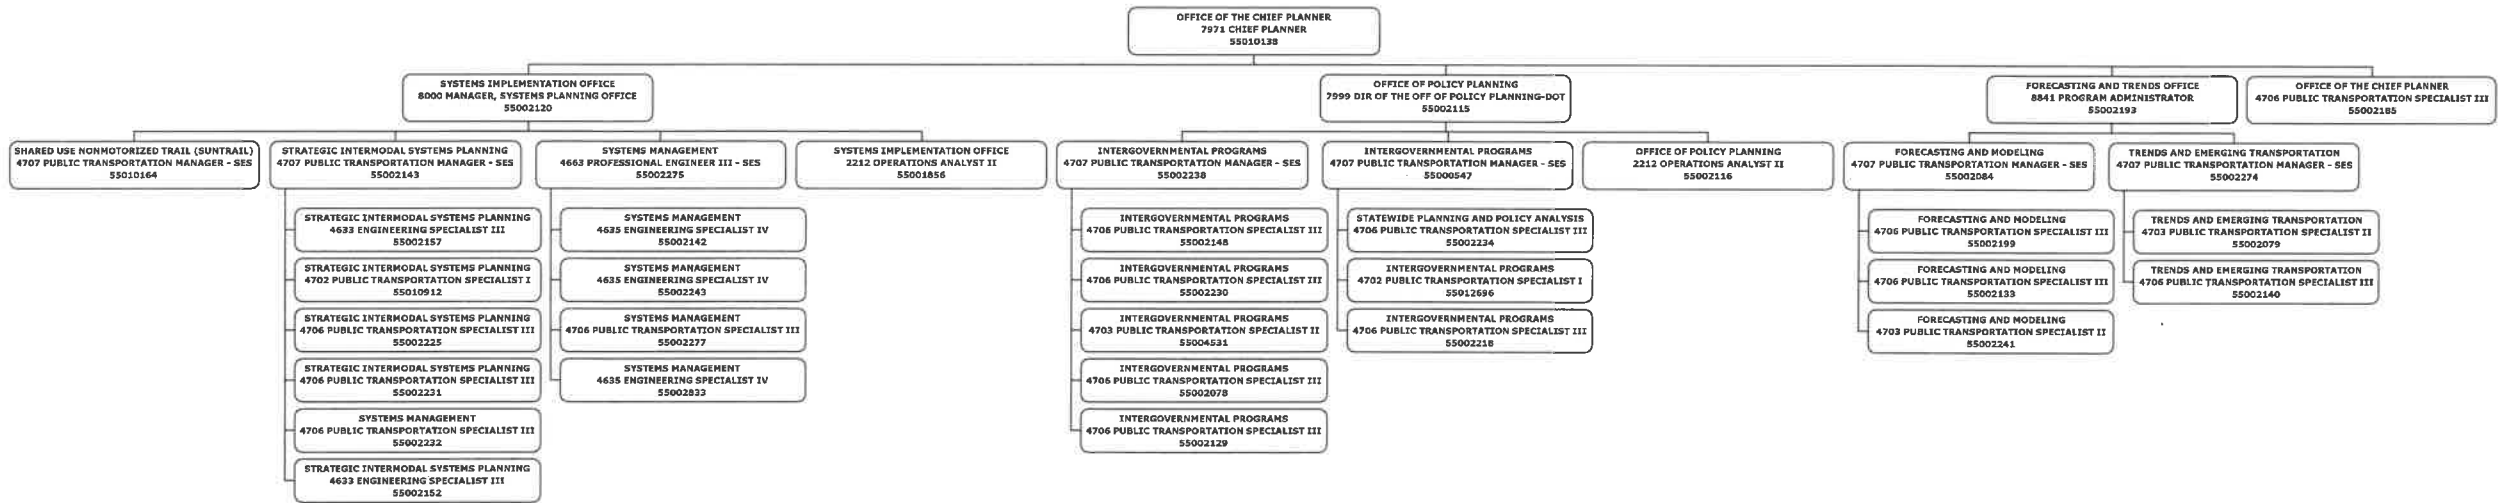 OFFICE OF THE CHIEF PLANNER
7971 CHIEF PLANNER
55010138
SYSTEMS IMPLEMENTATION OFFICE
8000 MANAGER, SYSTEMS PLANNING OFFICE
55002120
OFFICE OF POLICY PLANNING
7999 DIR OF THE OFF OF POLICY PLANNING-DOT
55002115
FORECASTING AND TRENDS OFFICE
8841 PROGRAM ADMINISTRATOR
55002193
OFFICE OF THE CHIEF PLANNER
4706 PUBLIC TRANSPORTATION SPECIALIST III
55002185
SHARED USE NONMOTORIZED TRAIL (SUNTRAIL)
4707 PUBLIC TRANSPORTATION MANAGER - SES
55010164
STRATEGIC INTERMODAL SYSTEMS PLANNING
4707 PUBLIC TRANSPORTATION MANAGER - SES
55002143
SYSTEMS MANAGEMENT
4663 PROFESSIONAL ENGINEER III - SES
55002275
SYSTEMS IMPLEMENTATION OFFICE
2212 OPERATIONS ANALYST II
55001856
INTERGOVERNMENTAL PROGRAMS
4707 PUBLIC TRANSPORTATION MANAGER - SES
55002238
INTERGOVERNMENTAL PROGRAMS
4707 PUBLIC TRANSPORTATION MANAGER - SES
55000547
OFFICE OF POLICY PLANNING
2212 OPERATIONS ANALYST II
55002116
FORECASTING AND MODELING
4707 PUBLIC TRANSPORTATION MANAGER - SES
55002084
TRENDS AND EMERGING TRANSPORTATION
4707 PUBLIC TRANSPORTATION MANAGER - SES
55002274
STRATEGIC INTERMODAL SYSTEMS PLANNING
4633 ENGINEERING SPECIALIST III
55002157
STRATEGIC INTERMODAL SYSTEMS PLANNING
4702 PUBLIC TRANSPORTATION SPECIALIST I
55010912
STRATEGIC INTERMODAL SYSTEMS PLANNING
4706 PUBLIC TRANSPORTATION SPECIALIST III
55002225
STRATEGIC INTERMODAL SYSTEMS PLANNING
4706 PUBLIC TRANSPORTATION SPECIALIST III
55002231
SYSTEMS MANAGEMENT
4706 PUBLIC TRANSPORTATION SPECIALIST III
55002232
STRATEGIC INTERMODAL SYSTEMS PLANNING
4633 ENGINEERING SPECIALIST III
55002152
SYSTEMS MANAGEMENT
4635 ENGINEERING SPECIALIST IV
55002142
SYSTEMS MANAGEMENT
4635 ENGINEERING SPECIALIST IV
55002243
SYSTEMS MANAGEMENT
4706 PUBLIC TRANSPORTATION SPECIALIST III
55002277
SYSTEMS MANAGEMENT
4635 ENGINEERING SPECIALIST IV
55002833
INTERGOVERNMENTAL PROGRAMS
4706 PUBLIC TRANSPORTATION SPECIALIST III
55002148
INTERGOVERNMENTAL PROGRAMS
4706 PUBLIC TRANSPORTATION SPECIALIST III
55002230
INTERGOVERNMENTAL PROGRAMS
4703 PUBLIC TRANSPORTATION SPECIALIST II
55004531
INTERGOVERNMENTAL PROGRAMS
4706 PUBLIC TRANSPORTATION SPECIALIST III
55002078
INTERGOVERNMENTAL PROGRAMS
4706 PUBLIC TRANSPORTATION SPECIALIST III
55002129
STATEWIDE PLANNING AND POLICY ANALYSIS
4706 PUBLIC TRANSPORTATION SPECIALIST III
55002234
INTERGOVERNMENTAL PROGRAMS
4702 PUBLIC TRANSPORTATION SPECIALIST I
55012696
INTERGOVERNMENTAL PROGRAMS
4706 PUBLIC TRANSPORTATION SPECIALIST III
55002218
FORECASTING AND MODELING
4706 PUBLIC TRANSPORTATION SPECIALIST III
55002199
FORECASTING AND MODELING
4706 PUBLIC TRANSPORTATION SPECIALIST III
55002133
FORECASTING AND MODELING
4703 PUBLIC TRANSPORTATION SPECIALIST II
55002241
TRENDS AND EMERGING TRANSPORTATION
4703 PUBLIC TRANSPORTATION SPECIALIST II
55002079
TRENDS AND EMERGING TRANSPORTATION
4706 PUBLIC TRANSPORTATION SPECIALIST III
55002140